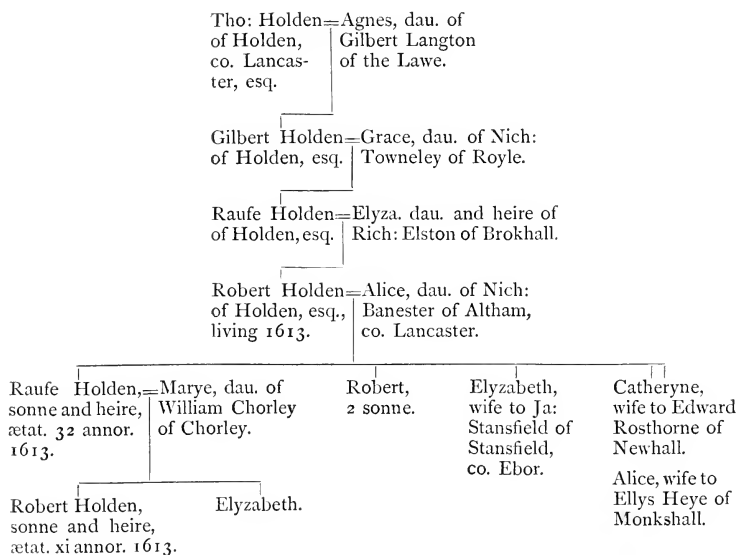 Tho: Holden=Agnes, dau. of
of Holden, Gilbert Langton
co. Lancas- of the Lawe.
ter, esq.
Gilbert Holden=Grace, dau. of Nich:
of Holden, esq. Towneley of Royle.
Raufe Holden=Elyza. dau. and heire of
of Holden, esq. Rich: Elston of Brokhall.
Robert Holden=Alice, dau. of Nich:
of Holden, esq., Banester of Altham,
living 1613. co. Lancaster.
Raufe Holden,=Marye, dau. of
sonne and heire, William Chorley
ætat. 32 annor. of Chorley.
1613.
Robert,
2 sonne.
Elyzabeth,
wife to Ja:
Stansfield of
Stansfield,
co. Ebor.
Catheryne,
wife to Edward
Rosthorne of
Newhall.
Alice, wife to
Ellys Heye of
Monkshall.
Robert Holden,
sonne and heire,
ætat. xi annor. 1613.
Elyzabeth.